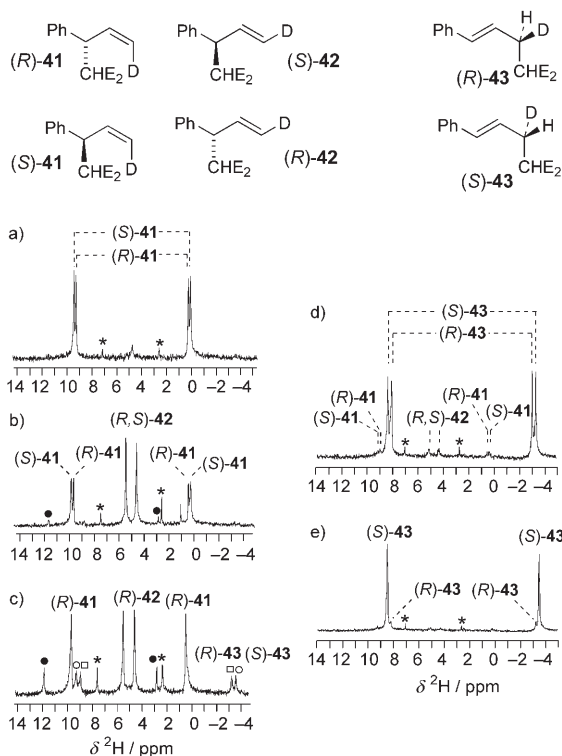 Ph
(R)-41
CHE2
D
Ph
D
CHE2
(S)-42
Ph
H
D
CHE2
(R)-43
Ph
(S)-41
CHE2
D
Ph
D
CHE2
(R)-42
Ph
D
H
CHE2
(S)-43
a)
(S)-41
(R)-41
* *
14 12 10 8 6 4 2 0 –2 –4
b)
(R,S)-42
(S)-41 (R)-41 (R)-41 (S)-41
● * ● *
14 12 10 8 6 4 2 0 –2 –4
c)
(R)-41 (R)-42 (R)-41
(R)-43 (S)-43
● ○ □ * ● * □ ○
14 12 10 8 6 4 2 0 –2 –4
δ ²H / ppm
d)
(S)-43
(R)-43
(R)-41 (R)-41
(S)-41 (R,S)-42 (S)-41
* *
14 12 10 8 6 4 2 0 –2 –4
e)
(S)-43 (S)-43
(R)-43 (R)-43
* *
14 12 10 8 6 4 2 0 –2 –4
δ ²H / ppm